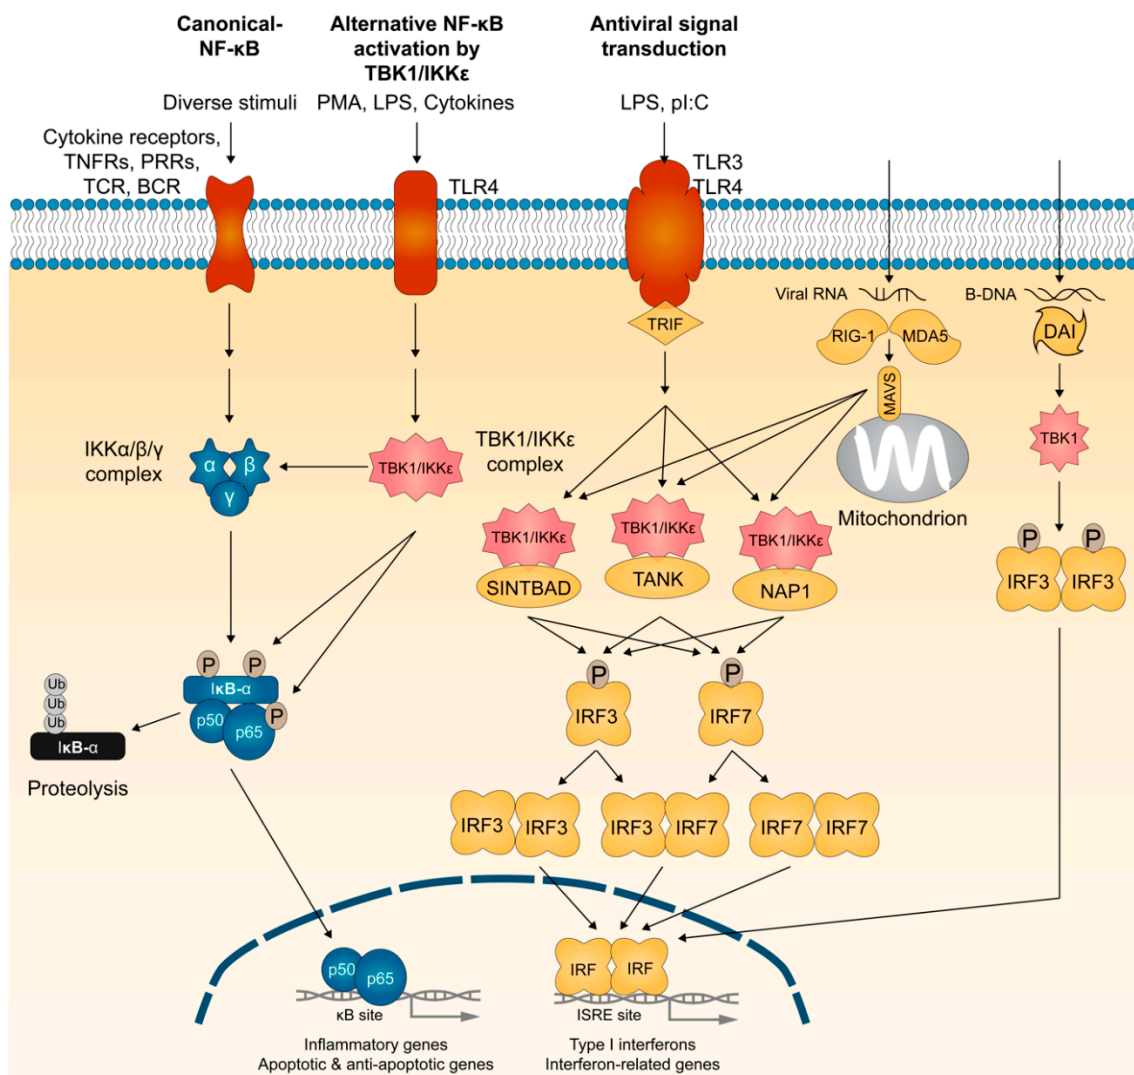 Canonical-
NF-κB
Alternative NF-κB
activation by
TBK1/IKKε
Antiviral signal
transduction
Diverse stimuli
PMA, LPS, Cytokines
LPS, pI:C
Cytokine receptors,
TNFRs, PRRs,
TCR, BCR
TLR4
TLR3
TLR4
Viral RNA
B-DNA
TRIF
RIG-1
MDA5
DAI
MAVS
TBK1
IKKα/β/γ
complex
α
β
γ
TBK1/IKKε
TBK1/IKKε
complex
Mitochondrion
TBK1/IKKε
TBK1/IKKε
TBK1/IKKε
SINTBAD
TANK
NAP1
P
P
IRF3
IRF3
P
P
IκB-α
p50
p65
P
Ub
Ub
Ub
IκB-α
Proteolysis
P
P
IRF3
IRF7
IRF3
IRF3
IRF3
IRF7
IRF7
IRF7
p50
p65
κB site
IRF
IRF
ISRE site
Inflammatory genes
Apoptotic & anti-apoptotic genes
Type I interferons
Interferon-related genes